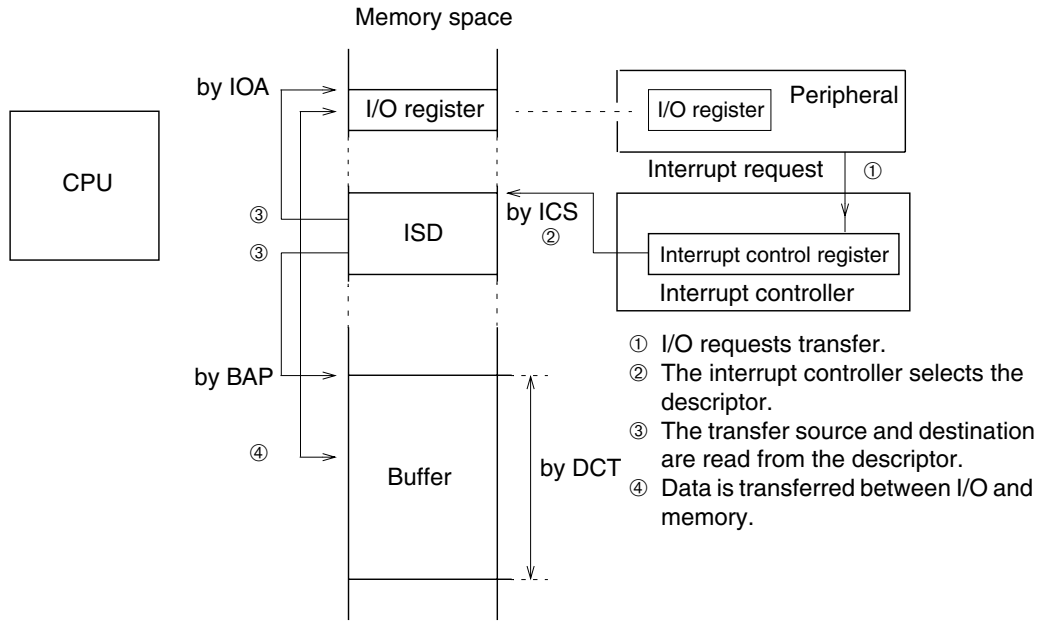 Memory space
by IOA
I/O register
I/O register
Peripheral
CPU
Interrupt request
①
③
ISD
by ICS
②
③
Interrupt control register
Interrupt controller
by BAP
④
Buffer
by DCT
① I/O requests transfer.
② The interrupt controller selects the
descriptor.
③ The transfer source and destination
are read from the descriptor.
④ Data is transferred between I/O and
memory.